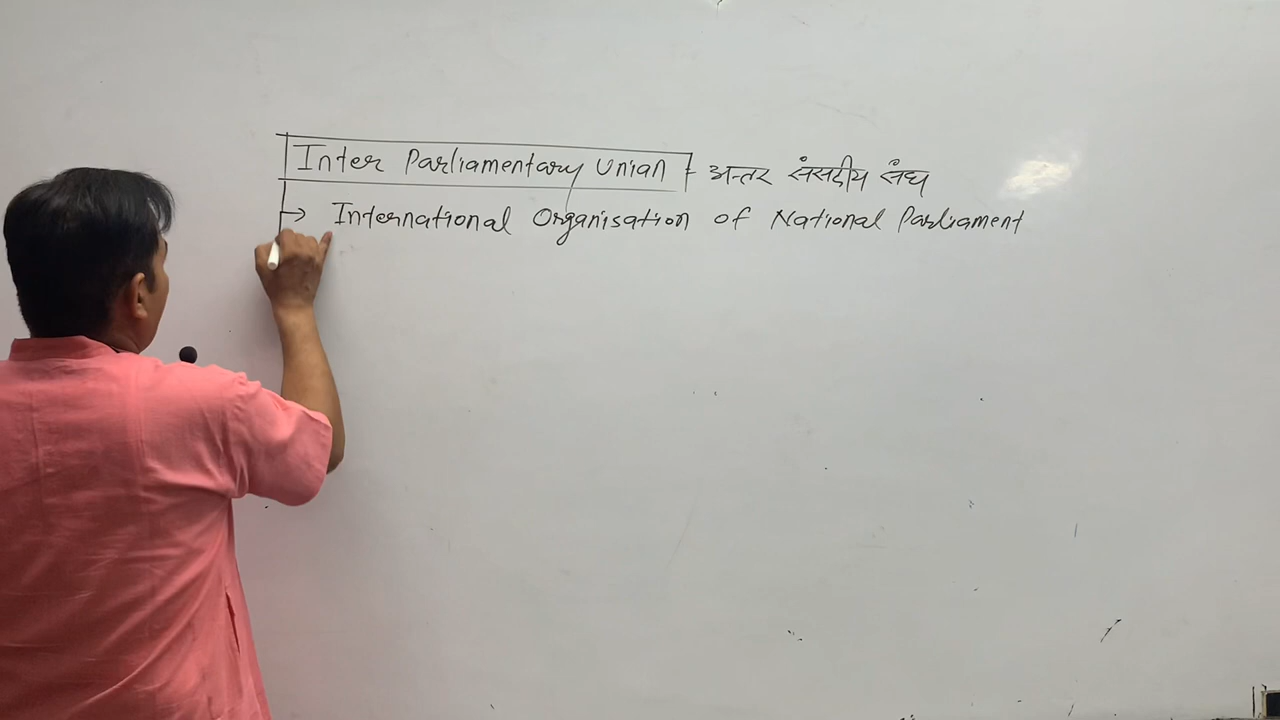 Inter Parliamentary Union - अन्तर संसदीय संघ
→ International Organisation of National Parliament